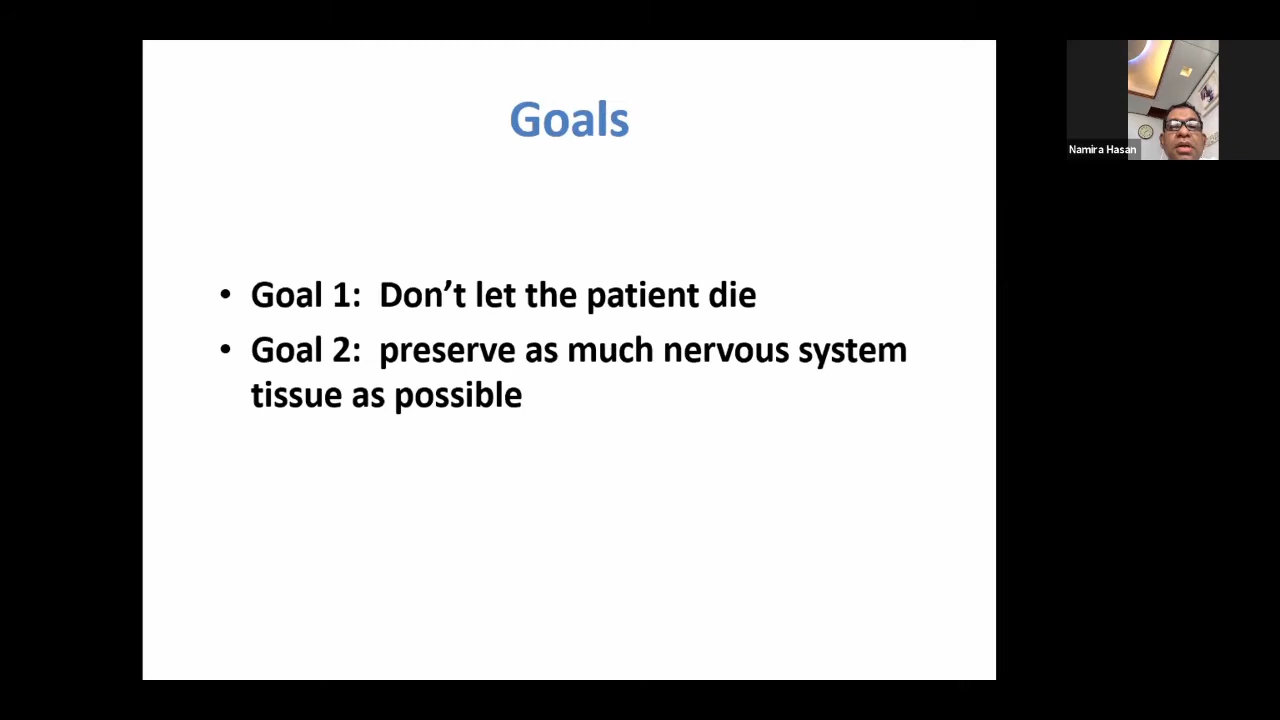 Goals
• Goal 1: Don't let the patient die
• Goal 2: preserve as much nervous system
tissue as possible
Namira Hasan